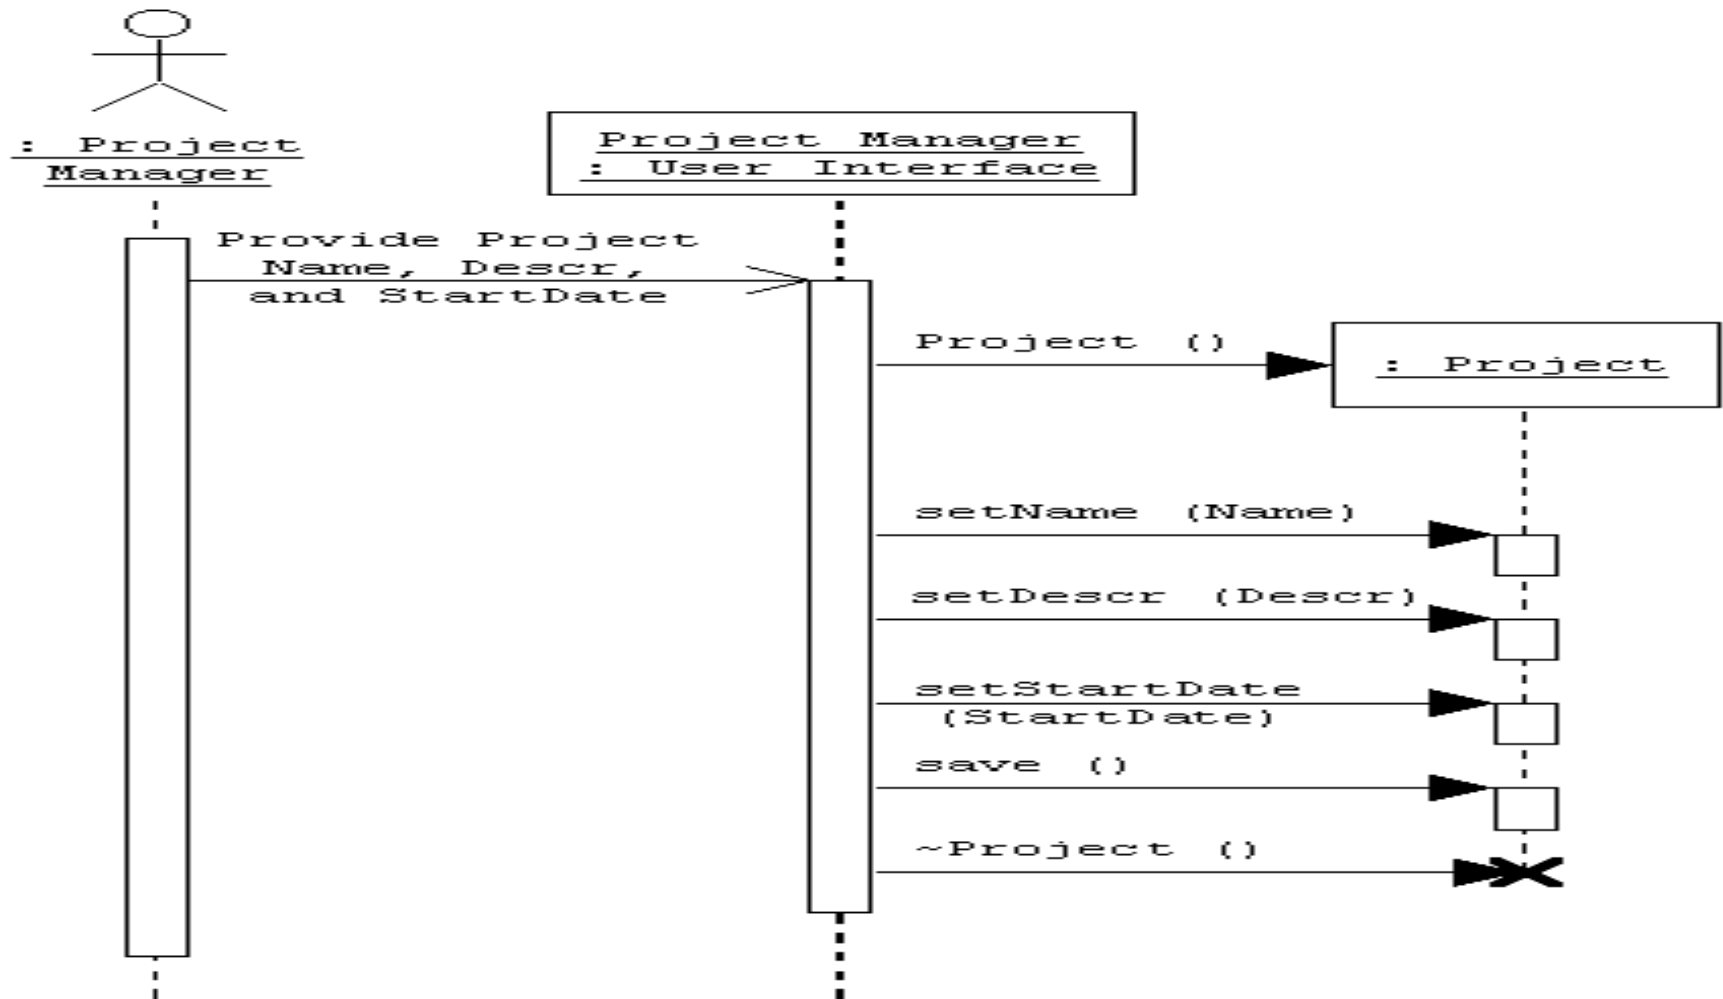 : Project
Manager
Project Manager
: User Interface
Provide Project
Name, Descr,
and StartDate
Project ()
: Project
setName (Name)
setDescr (Descr)
setStartDate
(StartDate)
save ()
~Project ()